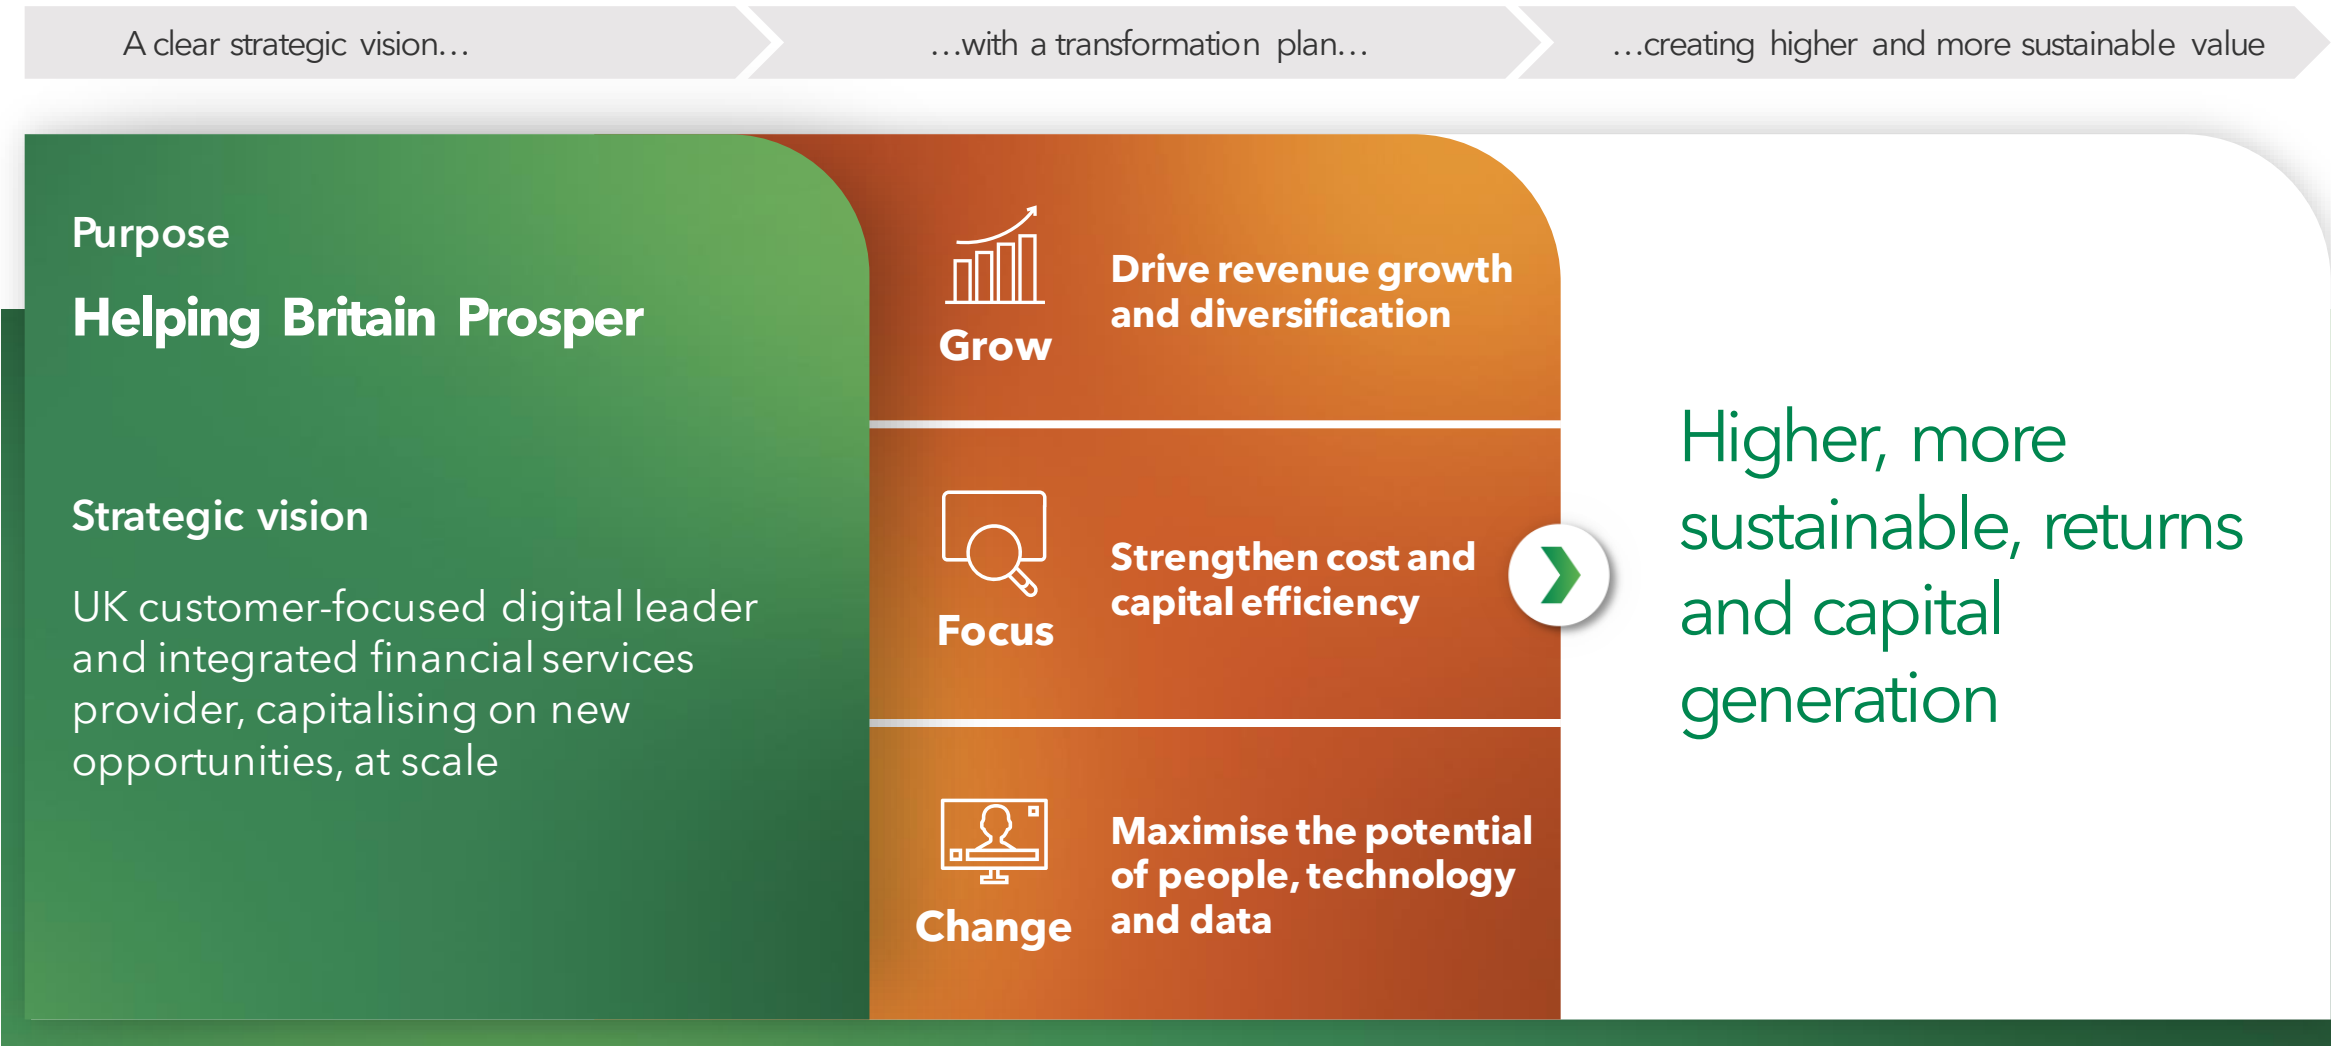 A clear strategic vision…
…with a transformation plan…
…creating higher and more sustainable value
Purpose
Helping Britain Prosper
Strategic vision
UK customer-focused digital leader
and integrated financial services
provider, capitalising on new
opportunities, at scale
Grow
Drive revenue growth
and diversification
Focus
Strengthen cost and
capital efficiency
Change
Maximise the potential
of people, technology
and data
Higher, more
sustainable, returns
and capital
generation